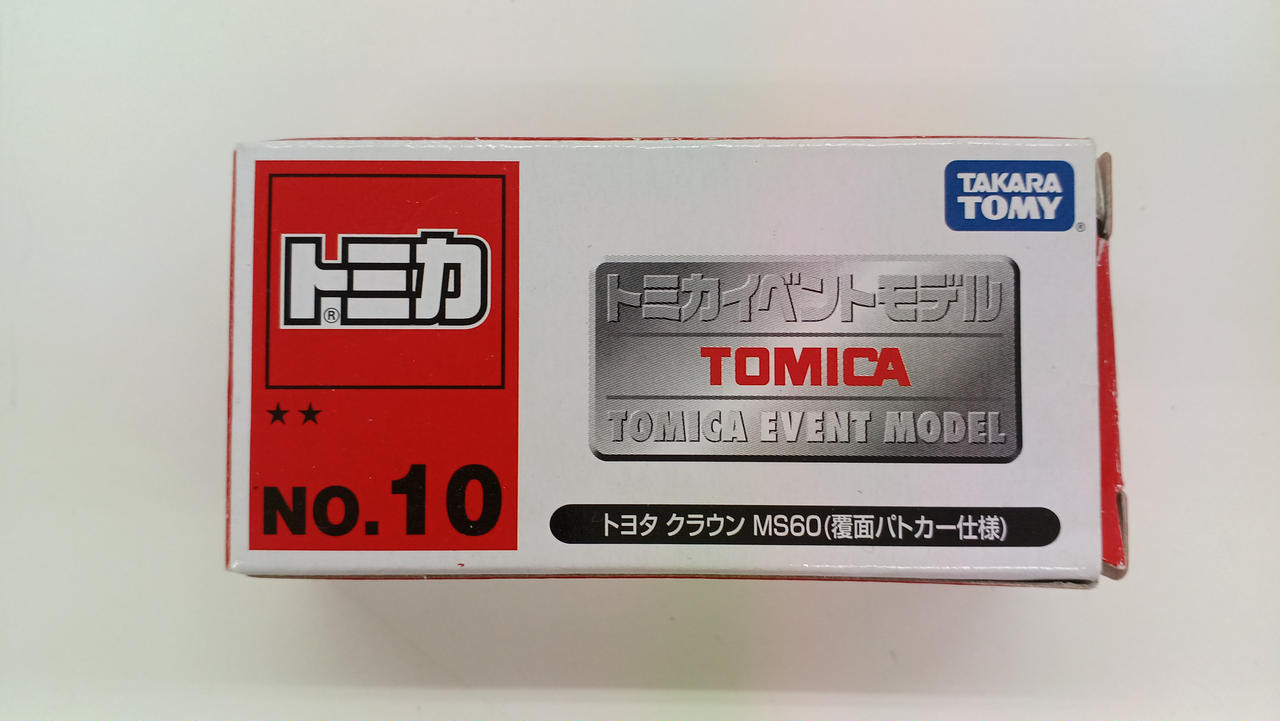 トミカ
®
★★
NO.10
TAKARA
TOMY
®
トミカイベントモデル
TOMICA
TOMICA EVENT MODEL
トヨタ クラウン MS60(覆面パトカー仕様)